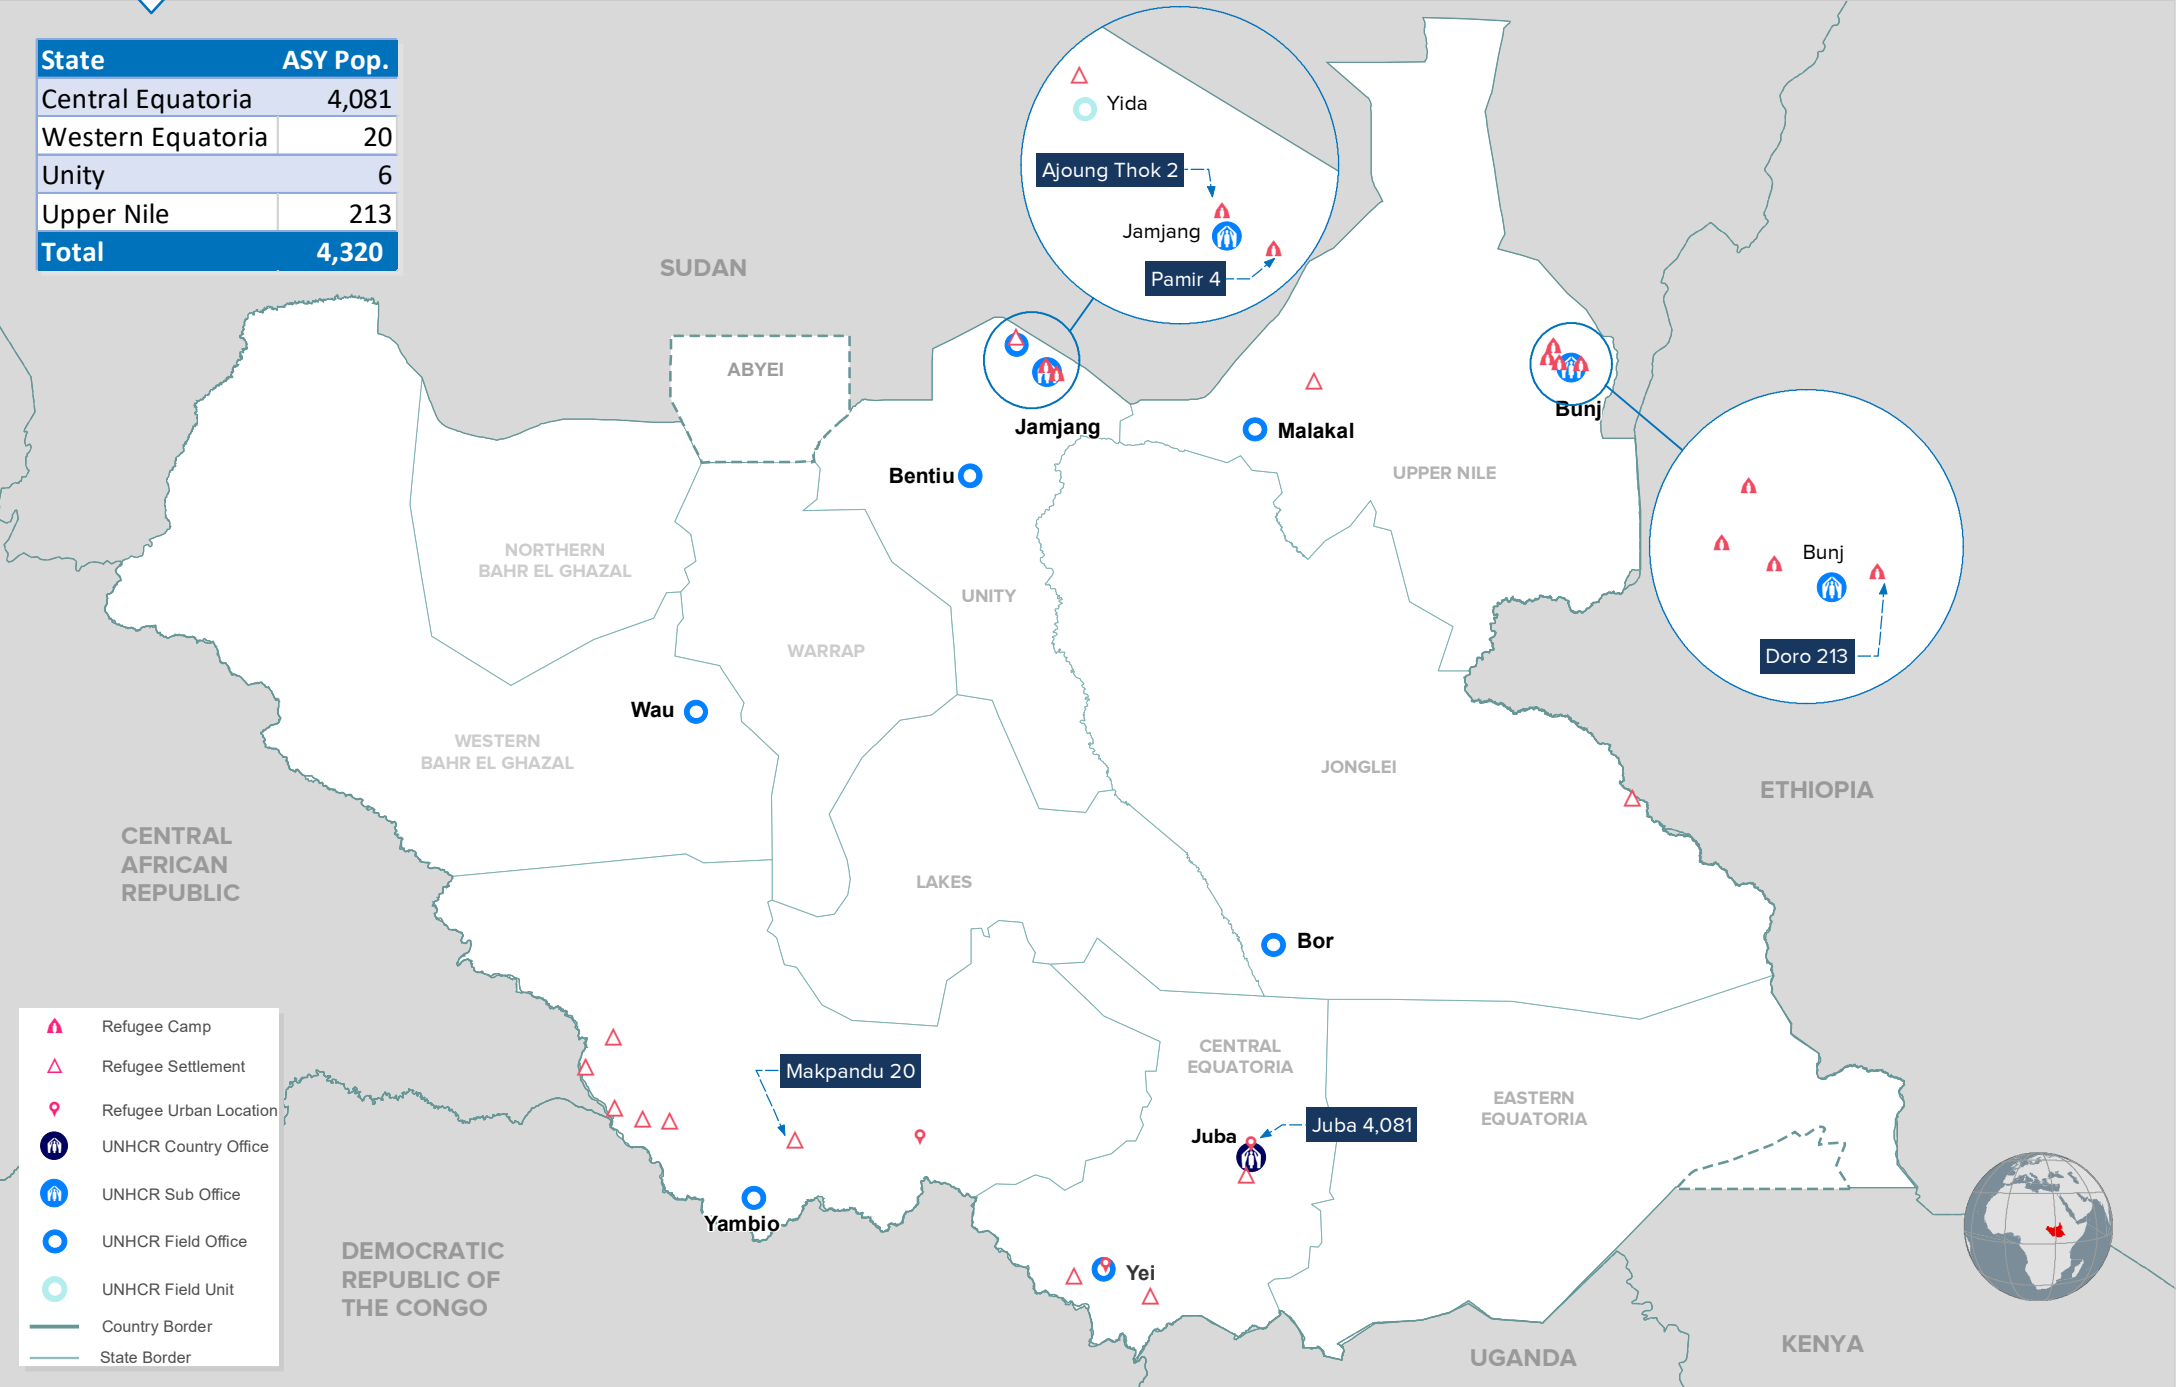 State ASY Pop.
Central Equatoria 4,081
Western Equatoria 20
Unity 6
Upper Nile 213
Total 4,320
Yida
Ajoung Thok 2
Jamjang
Pamir 4
SUDAN
ABYEI
Jamjang
Bentiu
Malakal
Bunj
UPPER NILE
NORTHERN
BAHR EL GHAZAL
UNITY
Bunj
Doro 213
WARRAP
Wau
WESTERN
BAHR EL GHAZAL
JONGLEI
ETHIOPIA
CENTRAL
AFRICAN
REPUBLIC
LAKES
Bor
Refugee Camp
Refugee Settlement
Refugee Urban Location
UNHCR Country Office
UNHCR Sub Office
UNHCR Field Office
UNHCR Field Unit
Country Border
State Border
Makpandu 20
CENTRAL
EQUATORIA
EASTERN
EQUATORIA
Juba
Juba 4,081
Yambio
Yei
DEMOCRATIC
REPUBLIC OF
THE CONGO
UGANDA
KENYA